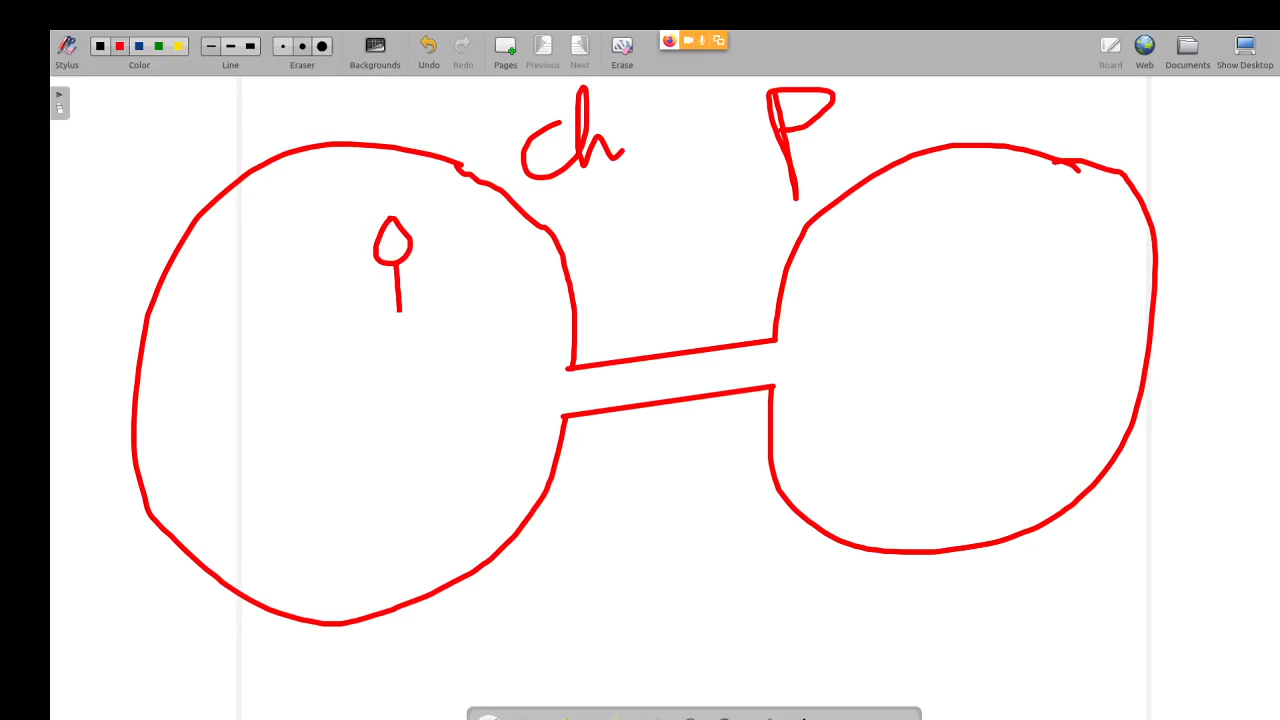 Stylus
Color
Line
Eraser
Backgrounds
Undo
Redo
Pages
Previous
Next
Erase
Board
Web
Documents
Show Desktop
ch P